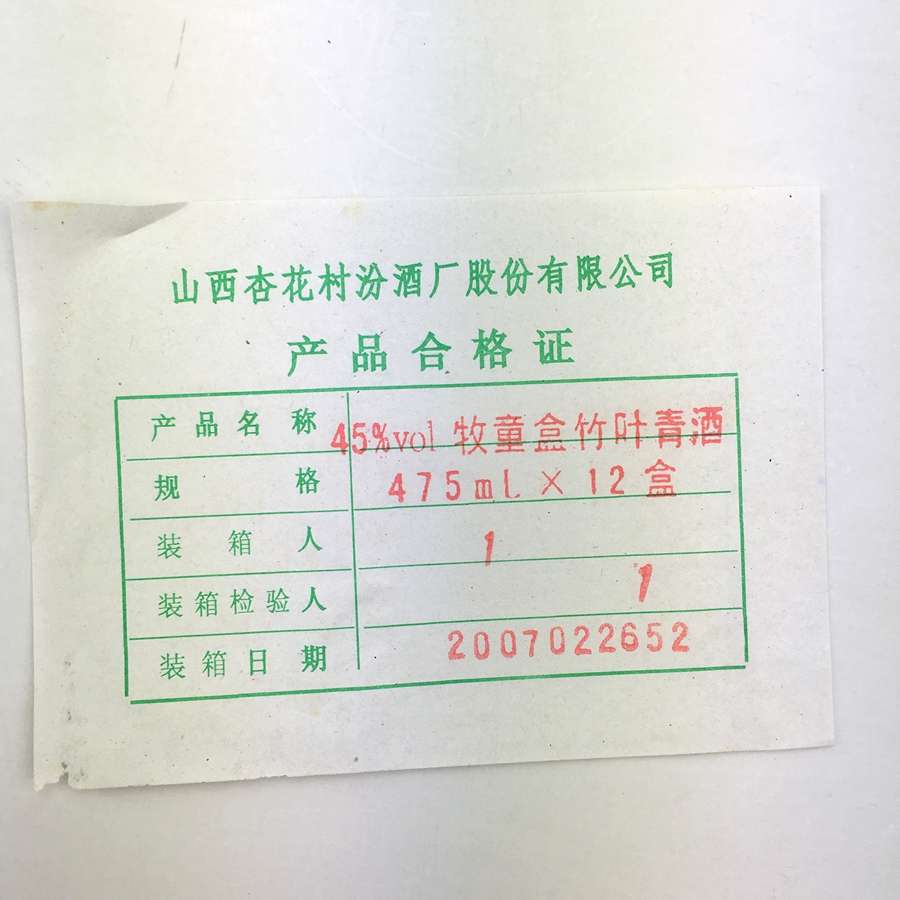 山西杏花村汾酒厂股份有限公司
产品合格证
产品名称 45%vol 牧童盒竹叶青酒
规格 475ml×12盒
装箱人 1
装箱检验人 1
装箱日期 2007022652